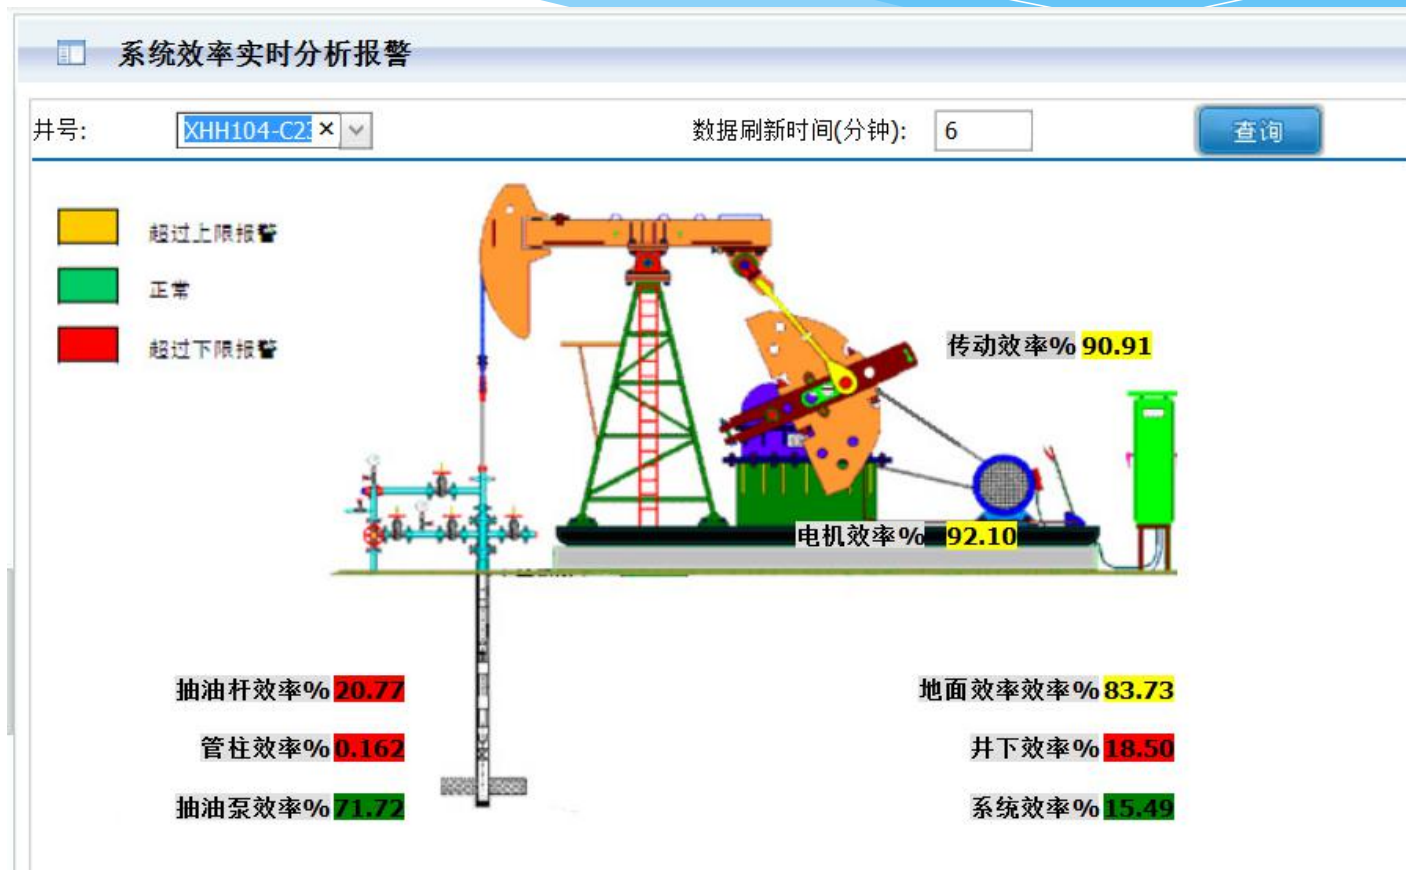 系统效率实时分析报警
井号: XHH104-C23 数据刷新时间(分钟): 6 查询
超过上限报警
正常
超过下限报警
传动效率% 90.91
电机效率% 92.10
抽油杆效率% 20.77 地面效率效率% 83.73
管柱效率% 0.162 井下效率% 18.50
抽油泵效率% 71.72 系统效率% 15.49